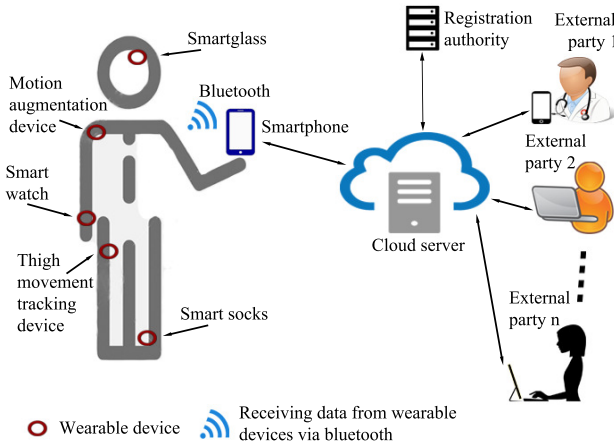 Smartglass
Registration
authority
External
party 1
Motion
augmentation
device
Bluetooth
Smartphone
External
party 2
Smart
watch
Cloud server
Thigh
movement
tracking
device
Smart socks
External
party n
Wearable device
Receiving data from wearable
devices via bluetooth